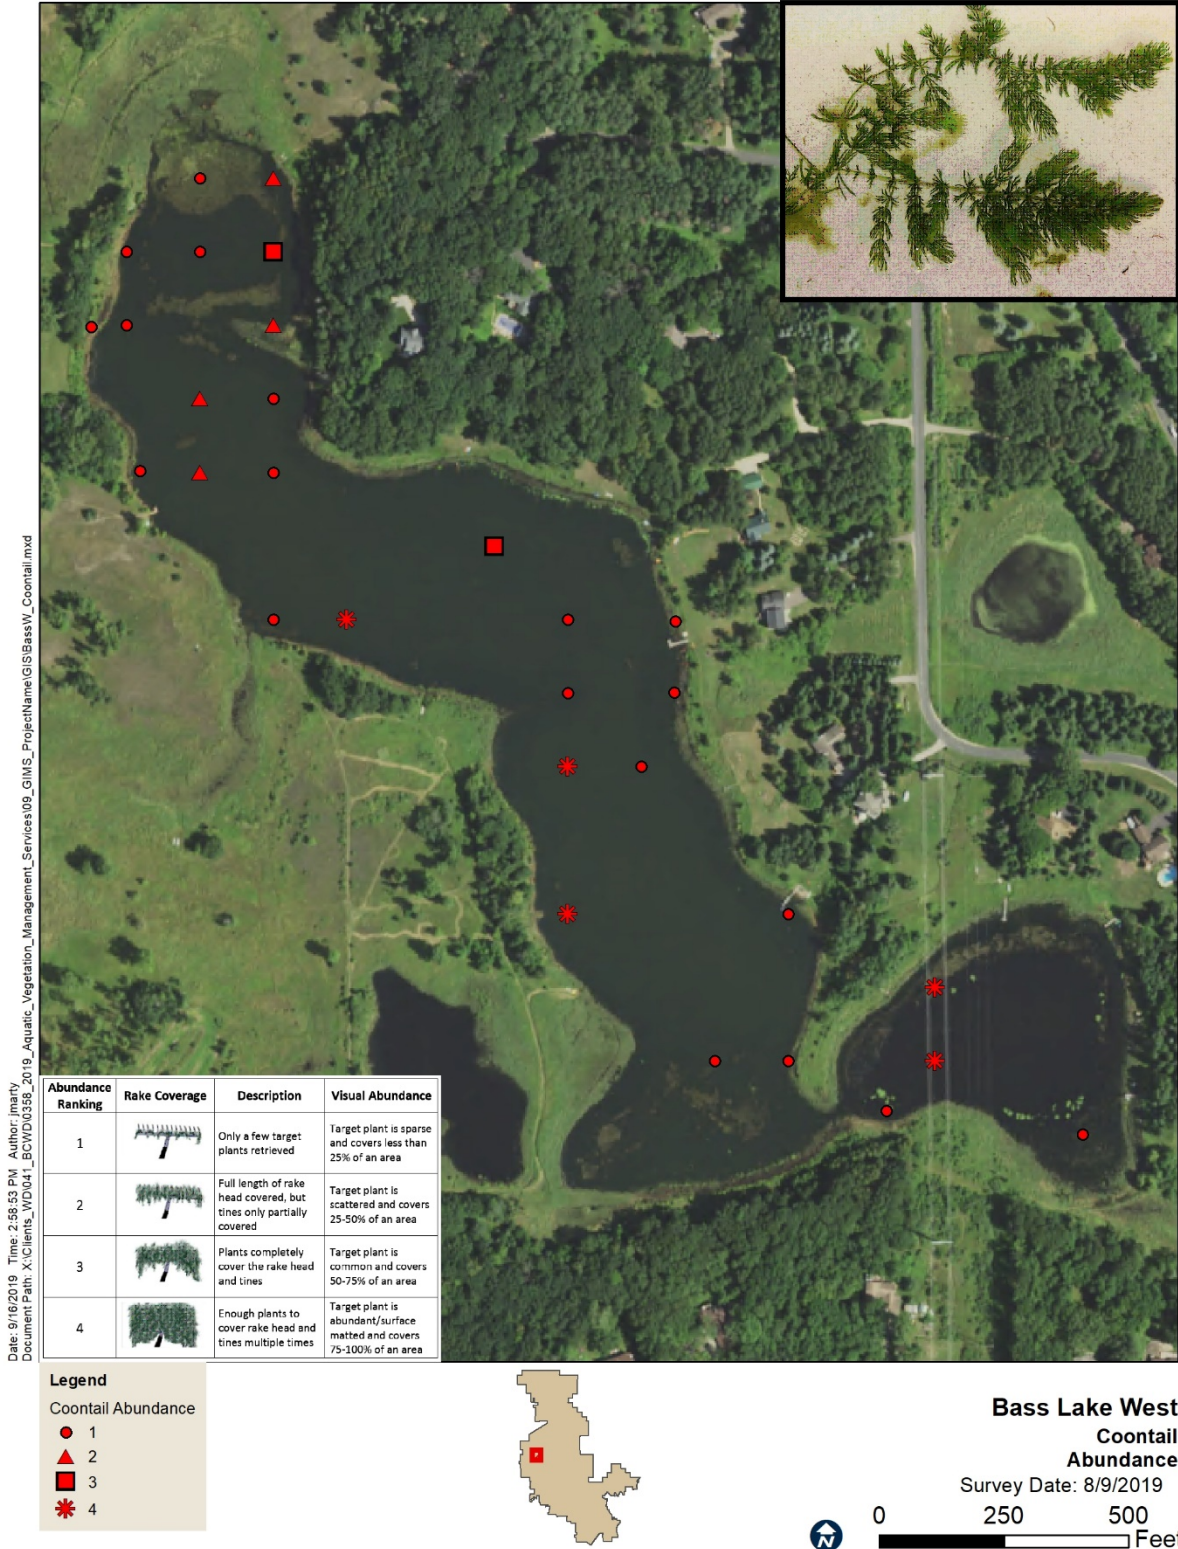 Date: 9/16/2019 Time: 2:58:53 PM Author: jmarty
Document Path: X:\Clients_WD\041_BCWD\0358_2019_Aquatic_Vegetation_Management_Services\09_GIMS_ProjectName\GIS\BassW_Coontail.mxd
Abundance Ranking
Rake Coverage
Description
Visual Abundance
1
Only a few target
plants retrieved
Target plant is sparse
and covers less than
25% of an area
2
Full length of rake
head covered, but
tines only partially
covered
Target plant is
scattered and covers
25-50% of an area
3
Plants completely
cover the rake head
and tines
Target plant is
common and covers
50-75% of an area
4
Enough plants to
cover rake head and
tines multiple times
Target plant is
abundant/surface
matted and covers
75-100% of an area
Legend
Coontail Abundance
1
2
3
4
Bass Lake West
Coontail
Abundance
Survey Date: 8/9/2019
0 250 500
Feet
N